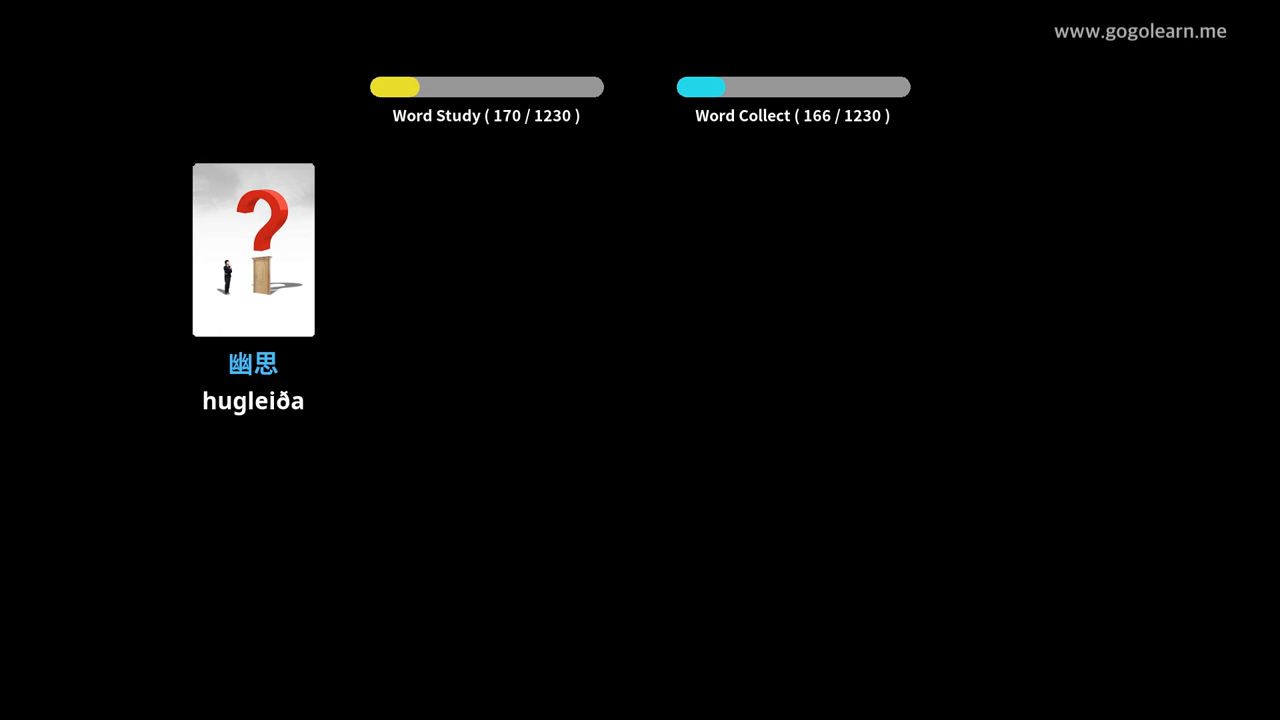 www.gogolearn.me
Word Study ( 170 / 1230 )
Word Collect ( 166 / 1230 )
?
幽思
hugleiða